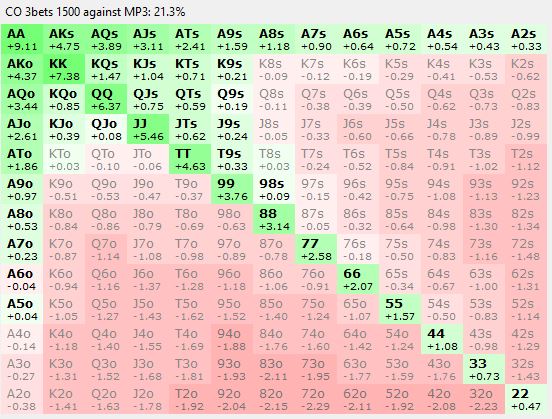 CO 3bets 1500 against MP3: 21.3%
AA AKs AQs AJs ATs A9s A8s A7s A6s A5s A4s A3s A2s
+9.11 +4.75 +3.89 +3.11 +2.41 +1.59 +1.18 +0.90 +0.64 +0.72 +0.54 +0.43 +0.33
AKo KK KQs KJs KTs K9s K8s K7s K6s K5s K4s K3s K2s
+4.37 +7.38 +1.47 +1.04 +0.71 +0.21 -0.09 -0.12 -0.19 -0.29 -0.41 -0.53 -0.62
AQo KQo QQ QJs QTs Q9s Q8s Q7s Q6s Q5s Q4s Q3s Q2s
+3.44 +0.85 +6.37 +0.75 +0.59 +0.19 -0.11 -0.38 -0.39 -0.50 -0.62 -0.73 -0.83
AJo KJo QJo JJ JTs J9s J8s J7s J6s J5s J4s J3s J2s
+2.61 +0.39 +0.08 +5.46 +0.62 +0.24 -0.05 -0.33 -0.60 -0.66 -0.78 -0.89 -0.99
ATo KTo QTo JTo TT T9s T8s T7s T6s T5s T4s T3s T2s
+1.86 +0.03 -0.10 -0.06 +4.63 +0.33 +0.03 -0.24 -0.52 -0.84 -0.91 -1.02 -1.12
A9o K9o Q9o J9o T9o 99 98s 97s 96s 95s 94s 93s 92s
+0.97 -0.51 -0.53 -0.47 -0.37 +3.76 +0.09 -0.15 -0.42 -0.75 -1.08 -1.13 -1.23
A8o K8o Q8o J8o T8o 98o 88 87s 86s 85s 84s 83s 82s
+0.53 -0.84 -0.86 -0.79 -0.69 -0.63 +3.14 -0.05 -0.32 -0.64 -0.98 -1.30 -1.34
A7o K7o Q7o J7o T7o 97o 87o 77 76s 75s 74s 73s 72s
+0.23 -0.87 -1.14 -1.08 -0.98 -0.89 -0.78 +2.58 -0.18 -0.50 -0.83 -1.16 -1.48
A6o K6o Q6o J6o T6o 96o 86o 76o 66 65s 64s 63s 62s
-0.04 -0.94 -1.16 -1.37 -1.28 -1.18 -1.06 -0.91 +2.07 -0.34 -0.67 -1.00 -1.31
A5o K5o Q5o J5o T5o 95o 85o 75o 65o 55 54s 53s 52s
+0.04 -1.05 -1.27 -1.43 -1.62 -1.52 -1.40 -1.24 -1.07 +1.57 -0.50 -0.83 -1.14
A4o K4o Q4o J4o T4o 94o 84o 74o 64o 54o 44 43s 42s
-0.14 -1.18 -1.40 -1.55 -1.69 -1.88 -1.76 -1.60 -1.42 -1.24 +1.08 -0.98 -1.29
A3o K3o Q3o J3o T3o 93o 83o 73o 63o 53o 43o 33 32s
-0.27 -1.31 -1.52 -1.68 -1.81 -1.93 -2.11 -1.95 -1.77 -1.59 -1.76 +0.73 -1.43
A2o K2o Q2o J2o T2o 92o 82o 72o 62o 52o 42o 32o 22
-0.38 -1.41 -1.63 -1.78 -1.92 -2.04 -2.15 -2.29 -2.11 -1.92 -2.08 -2.23 +0.47